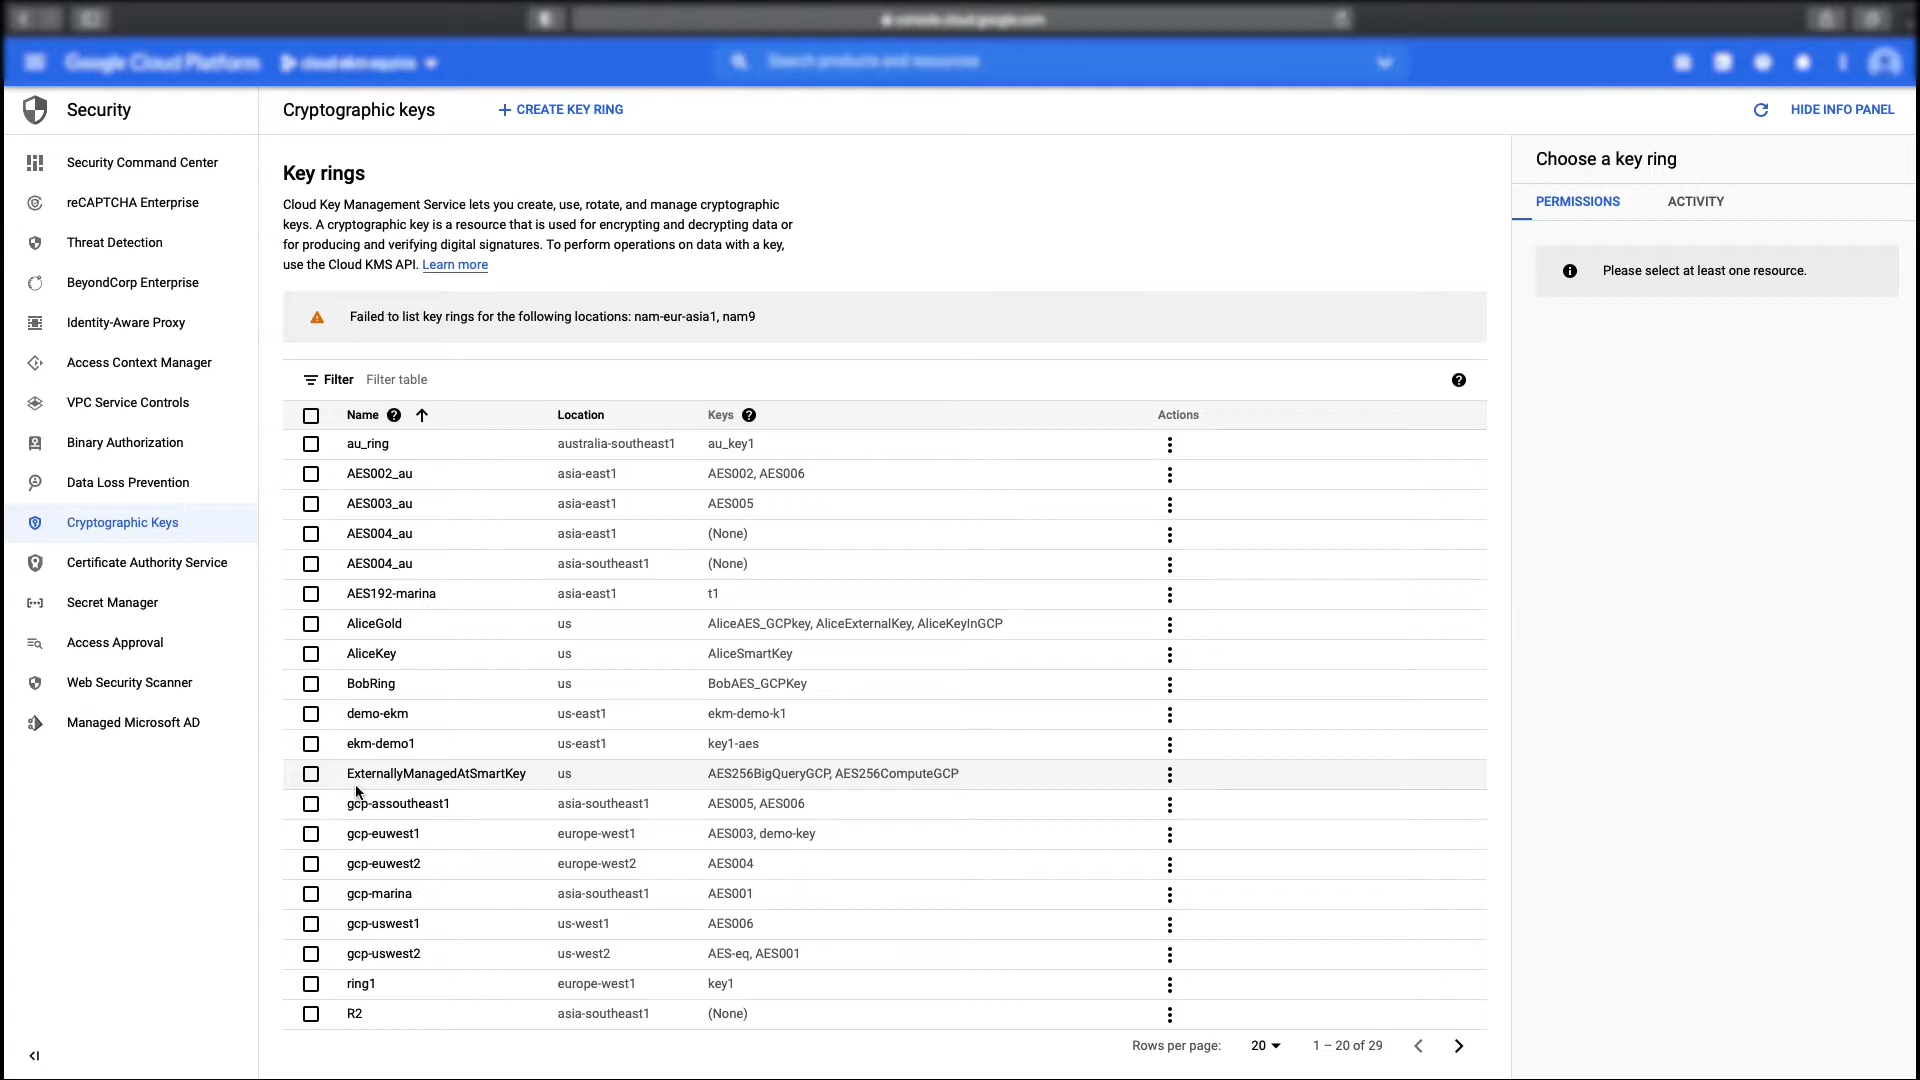 console.cloud.google.com
Google Cloud Platform
Search products and resources
Security
Cryptographic keys
CREATE KEY RING
HIDE INFO PANEL
Security Command Center
reCAPTCHA Enterprise
Threat Detection
BeyondCorp Enterprise
Identity-Aware Proxy
Access Context Manager
VPC Service Controls
Binary Authorization
Data Loss Prevention
Cryptographic Keys
Certificate Authority Service
Secret Manager
Access Approval
Web Security Scanner
Managed Microsoft AD
Key rings
Cloud Key Management Service lets you create, use, rotate, and manage cryptographic
keys. A cryptographic key is a resource that is used for encrypting and decrypting data or
for producing and verifying digital signatures. To perform operations on data with a key,
use the Cloud KMS API. Learn more
Failed to list key rings for the following locations: nam-eur-asia1, nam9
Filter Filter table
Name Location Keys Actions
au_ring australia-southeast1 au_key1
AES002_au asia-east1 AES002, AES006
AES003_au asia-east1 AES005
AES004_au asia-east1 (None)
AES004_au asia-southeast1 (None)
AES192-marina asia-east1 t1
AliceGold us AliceAES_GCPkey, AliceExternalKey, AliceKeyInGCP
AliceKey us AliceSmartKey
BobRing us BobAES_GCPKey
demo-ekm us-east1 ekm-demo-k1
ekm-demo1 us-east1 key1-aes
ExternallyManagedAtSmartKey us AES256BigQueryGCP, AES256ComputeGCP
gcp-assoutheast1 asia-southeast1 AES005, AES006
gcp-euwest1 europe-west1 AES003, demo-key
gcp-euwest2 europe-west2 AES004
gcp-marina asia-southeast1 AES001
gcp-uswest1 us-west1 AES006
gcp-uswest2 us-west2 AES-eq, AES001
ring1 europe-west1 key1
R2 asia-southeast1 (None)
Rows per page: 20 1 – 20 of 29
Choose a key ring
PERMISSIONS ACTIVITY
Please select at least one resource.